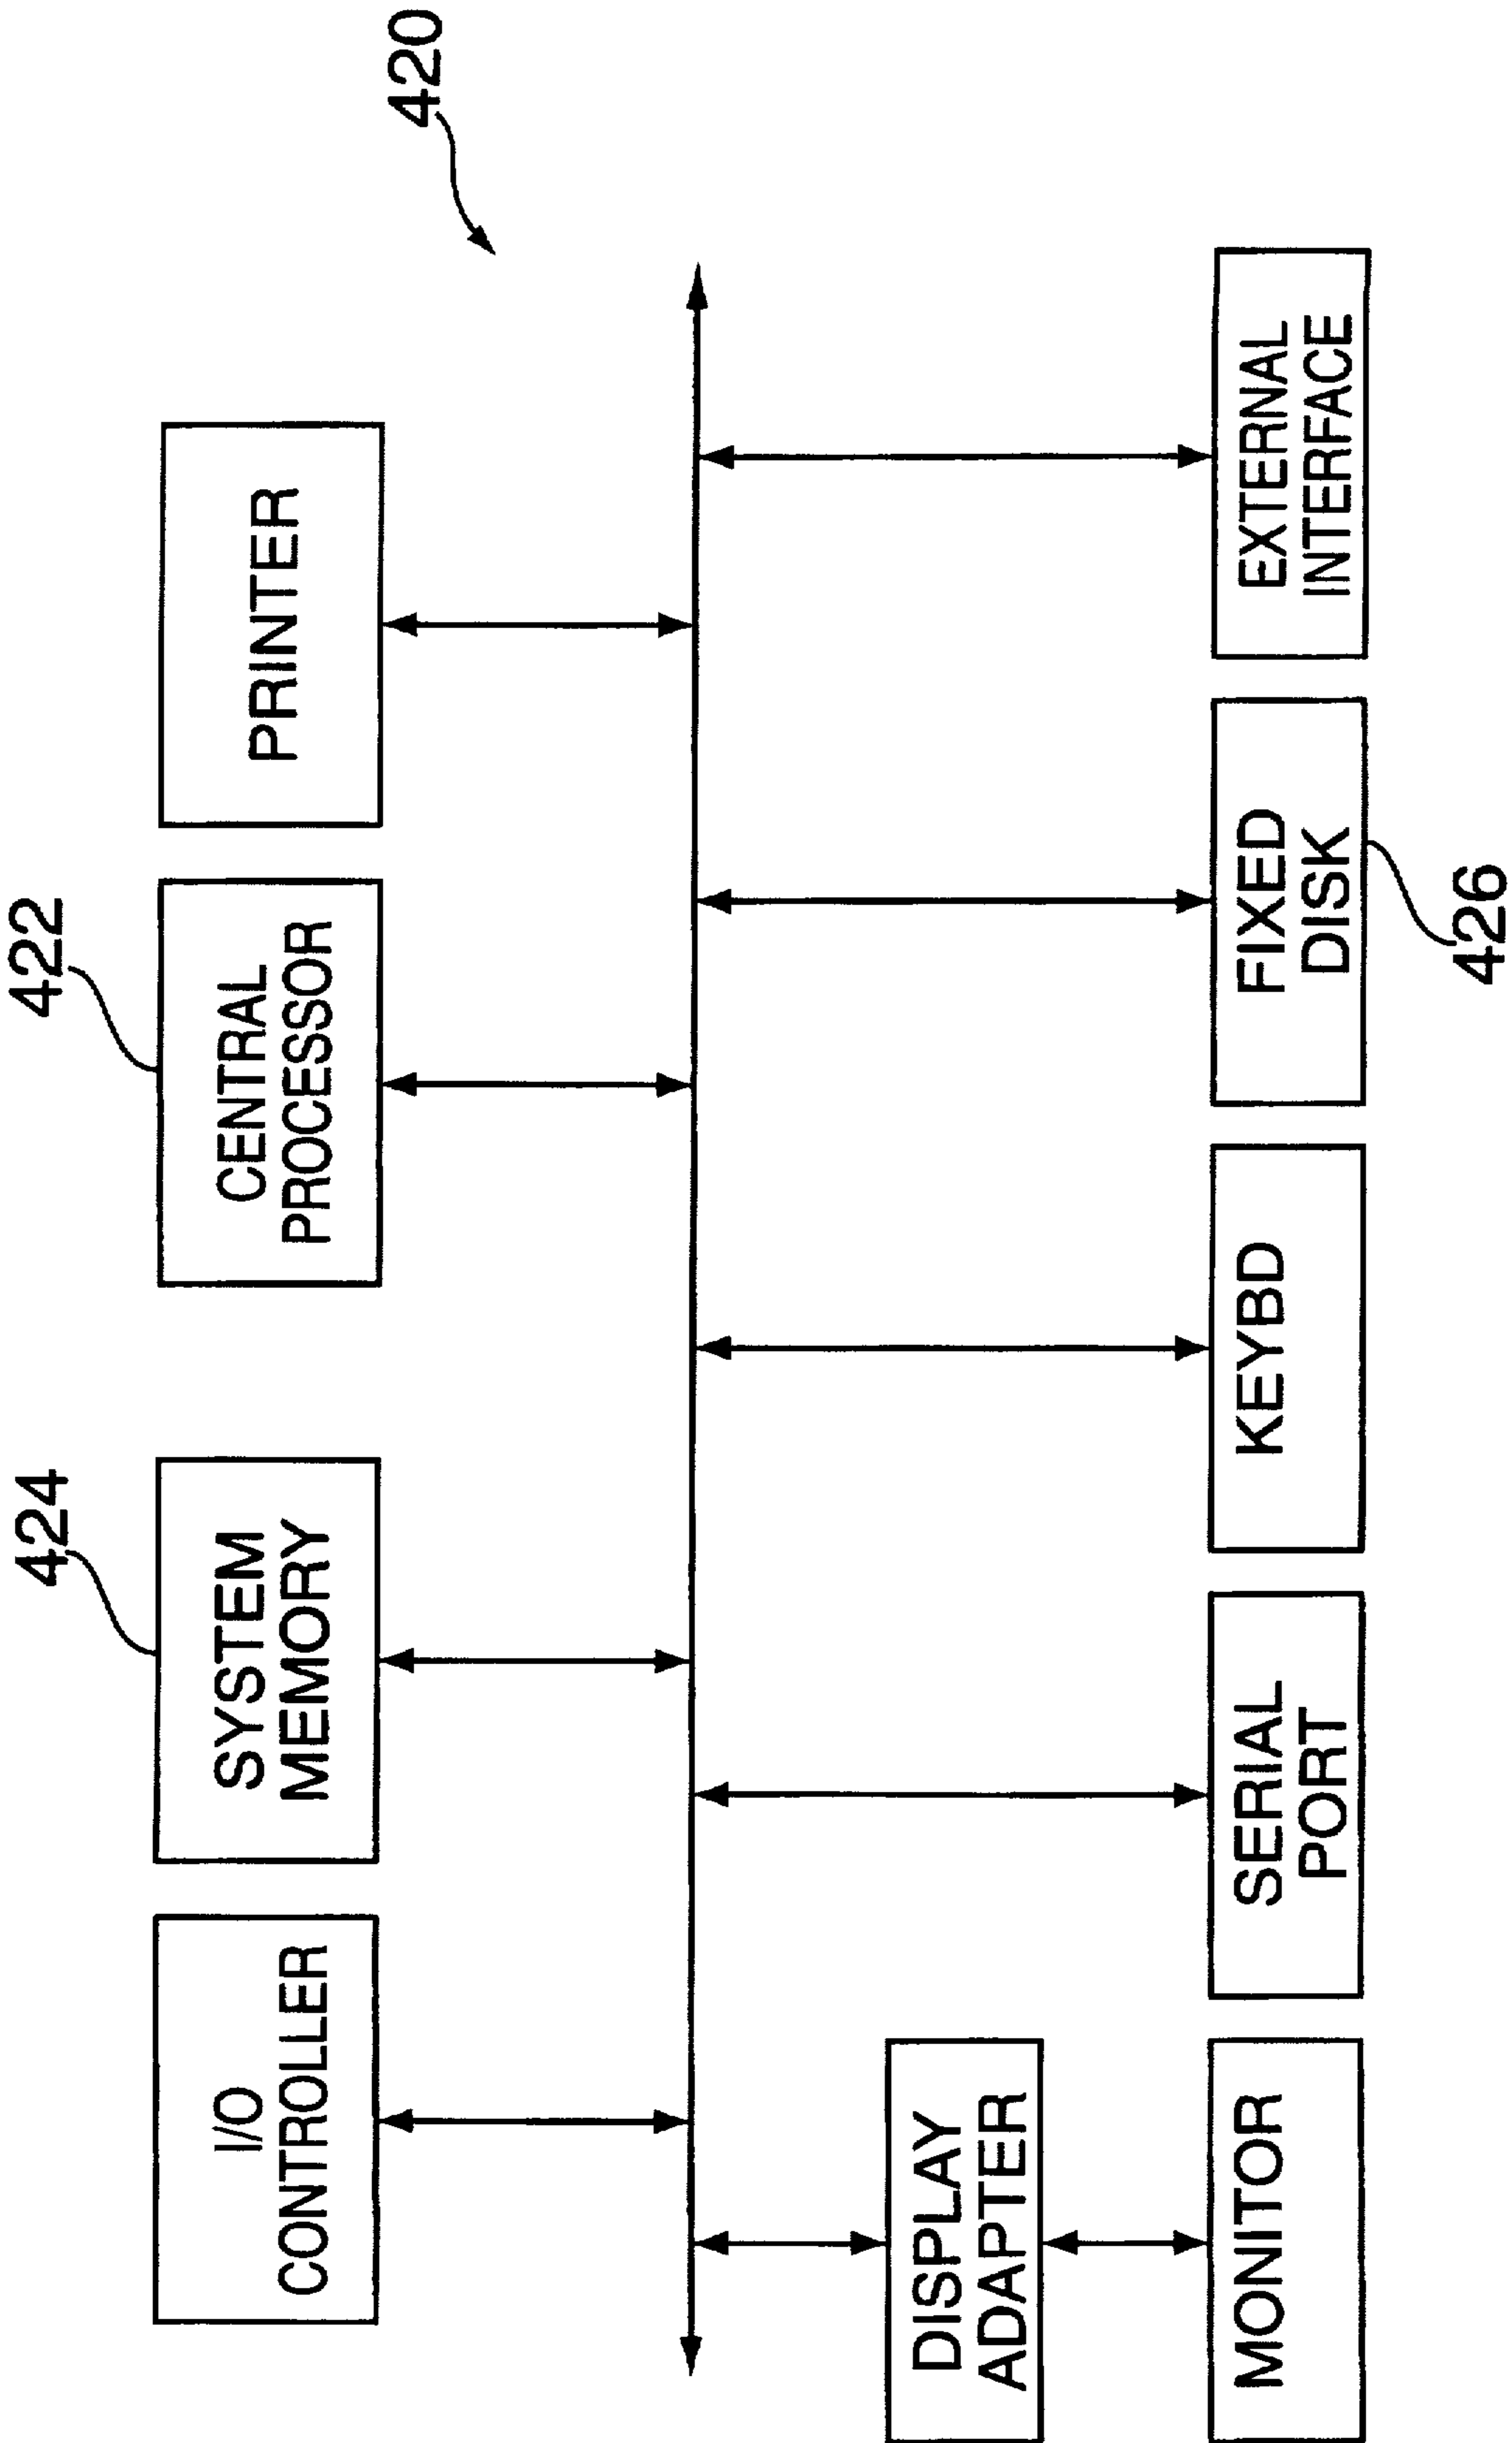 424
422
420
I/O
CONTROLLER
SYSTEM
MEMORY
CENTRAL
PROCESSOR
PRINTER
DISPLAY
ADAPTER
MONITOR
SERIAL
PORT
KEYBD
FIXED
DISK
EXTERNAL
INTERFACE
426